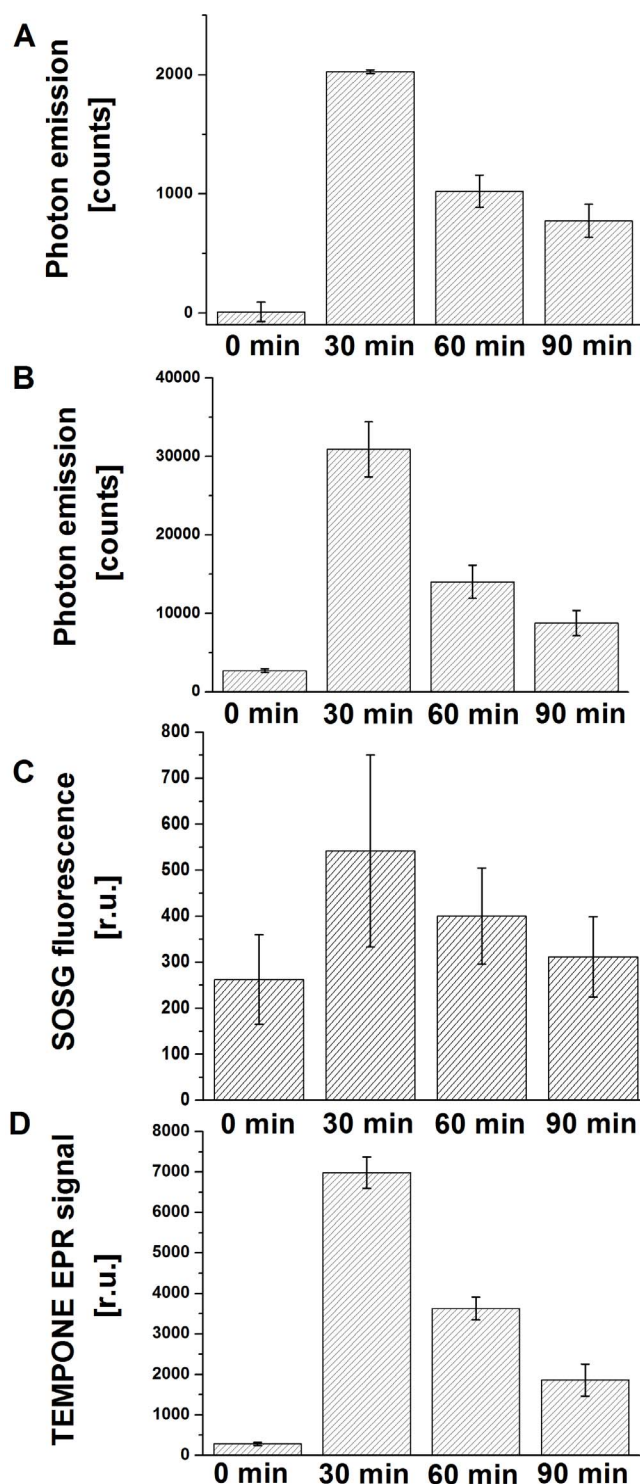 A
Photon emission
[counts]
2000
1000
0
0 min 30 min 60 min 90 min
B
Photon emission
[counts]
40000
30000
20000
10000
0
0 min 30 min 60 min 90 min
C
SOSG fluorescence
[r.u.]
800
700
600
500
400
300
200
100
0
0 min 30 min 60 min 90 min
D
TEMPONE EPR signal
[r.u.]
8000
7000
6000
5000
4000
3000
2000
1000
0
0 min 30 min 60 min 90 min